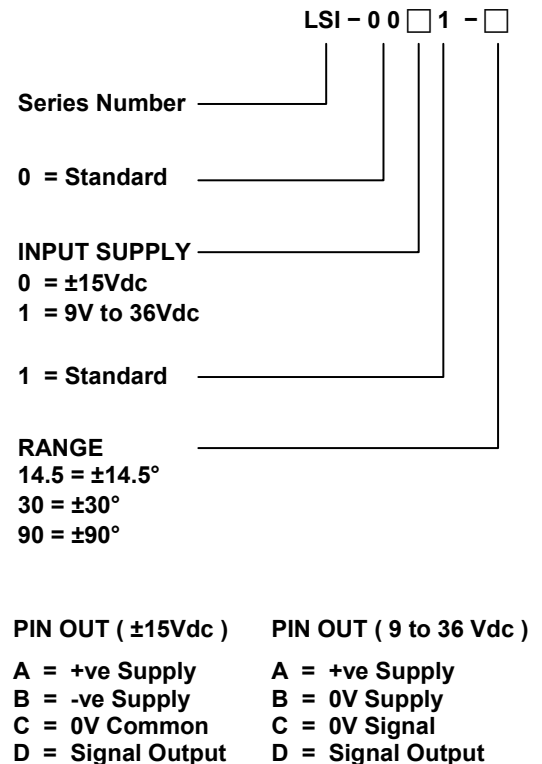 LSI − 0 0 □ 1 − □
Series Number
0 = Standard
INPUT SUPPLY
0 = ±15Vdc
1 = 9V to 36Vdc
1 = Standard
RANGE
14.5 = ±14.5°
30 = ±30°
90 = ±90°
PIN OUT ( ±15Vdc )
A = +ve Supply
B = -ve Supply
C = 0V Common
D = Signal Output
PIN OUT ( 9 to 36 Vdc )
A = +ve Supply
B = 0V Supply
C = 0V Signal
D = Signal Output